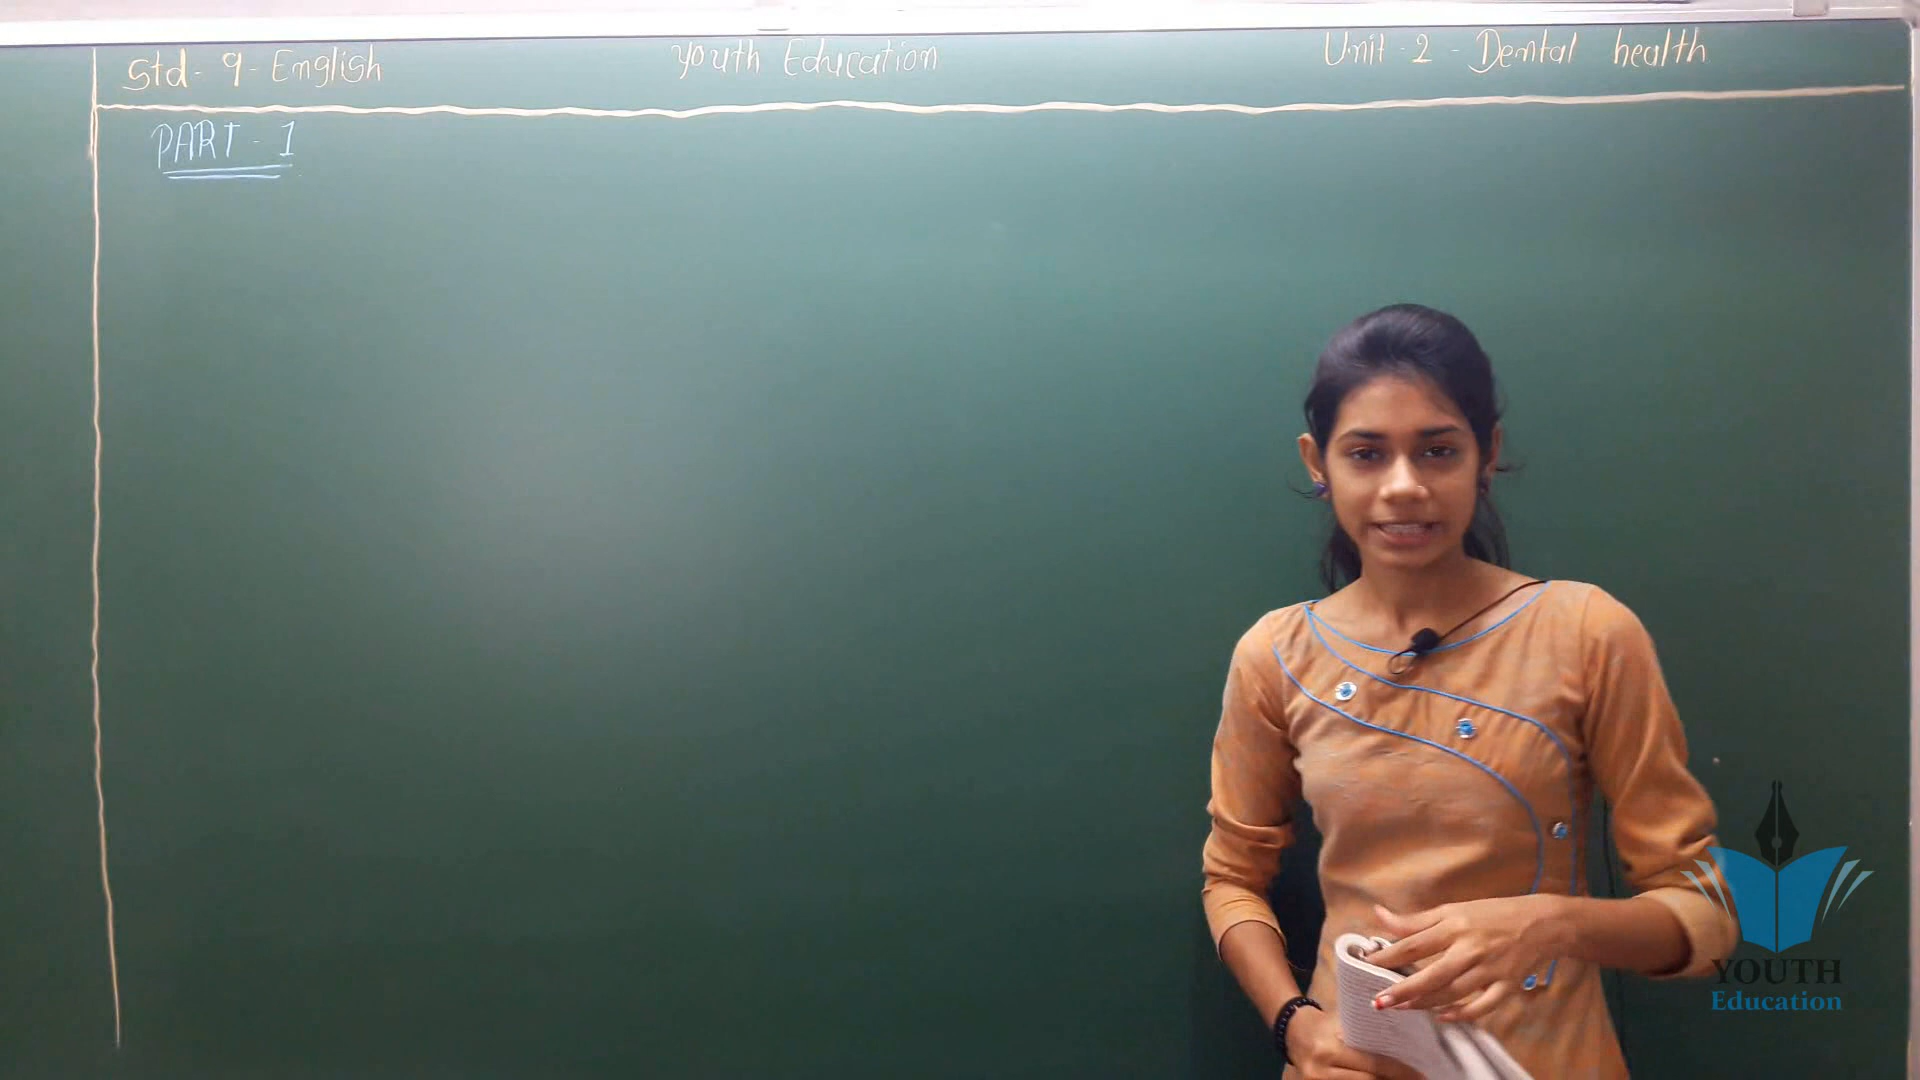 Std - 9 - English
Youth Education
Unit - 2 - Dental health
PART - 1
YOUTH
Education